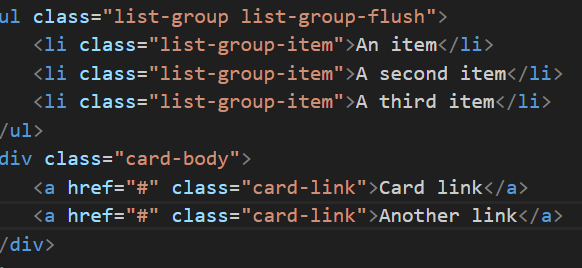 ul class="list-group list-group-flush">
<li class="list-group-item">An item</li>
<li class="list-group-item">A second item</li>
<li class="list-group-item">A third item</li>
/ul>
div class="card-body">
<a href="#" class="card-link">Card link</a>
<a href="#" class="card-link">Another link</a>
/div>